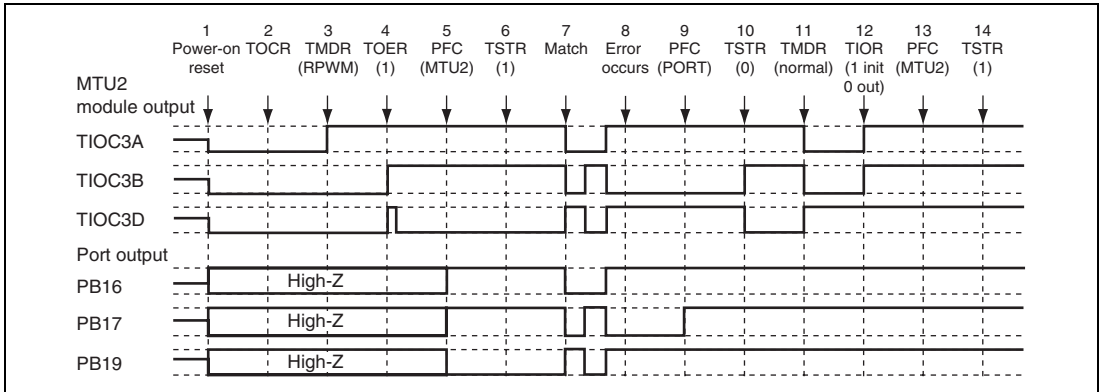 1 2 3 4 5 6 7 8 9 10 11 12 13 14
Power-on TOCR TMDR TOER PFC TSTR Match Error PFC TSTR TMDR TIOR PFC TSTR
reset (RPWM) (1) (MTU2) (1) occurs (PORT) (0) (normal) (1 init (MTU2) (1)
0 out)
MTU2
module output
TIOC3A
TIOC3B
TIOC3D
Port output
PB16 High-Z
PB17 High-Z
PB19 High-Z